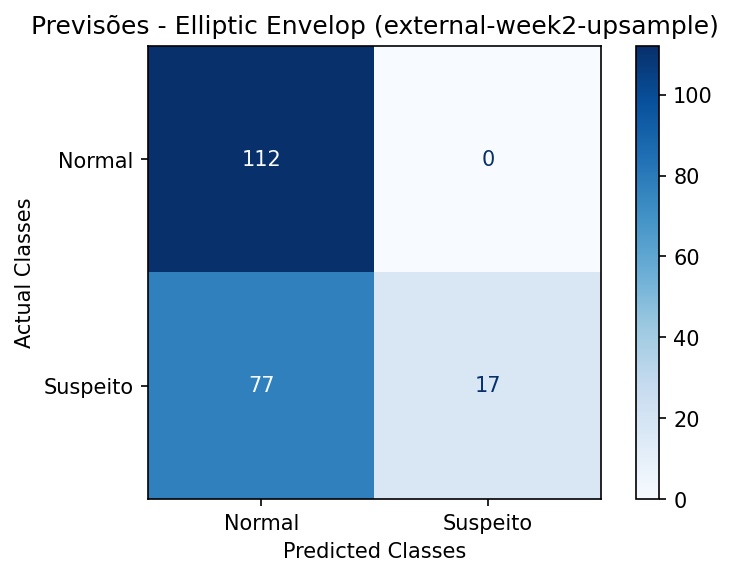 Previsões - Elliptic Envelop (external-week2-upsample)
Actual Classes
Normal
112
0
Suspeito
77
17
Normal
Suspeito
Predicted Classes
100
80
60
40
20
0